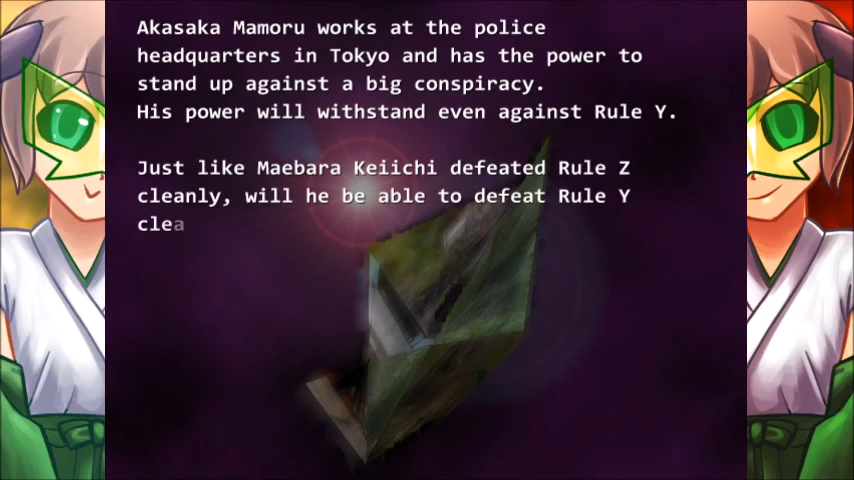 Akasaka Mamoru works at the police
headquarters in Tokyo and has the power to
stand up against a big conspiracy.
His power will withstand even against Rule Y.
Just like Maebara Keiichi defeated Rule Z
cleanly, will he be able to defeat Rule Y
clea